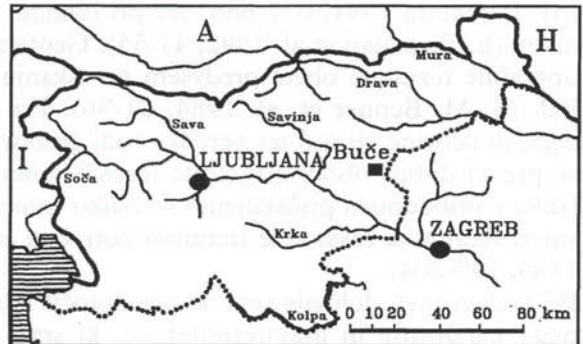 A
H
Mura
Drava
Sava
Savinja
I
LJUBLJANA
Buče
Soča
ZAGREB
Krka
Kolpa
0 10 20 40 60 80 km